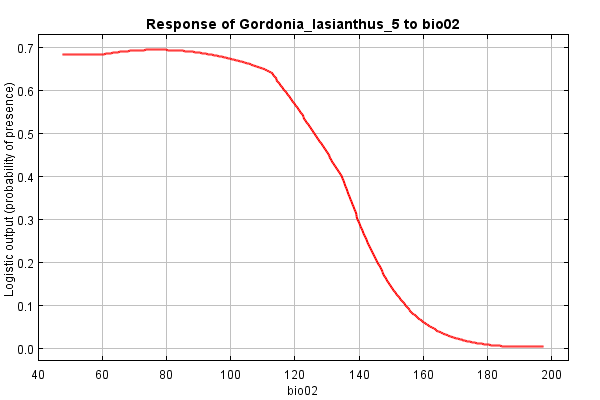 Response of Gordonia_lasianthus_5 to bio02
Logistic output (probability of presence)
0.7
0.6
0.5
0.4
0.3
0.2
0.1
0.0
40 60 80 100 120 140 160 180 200
bio02